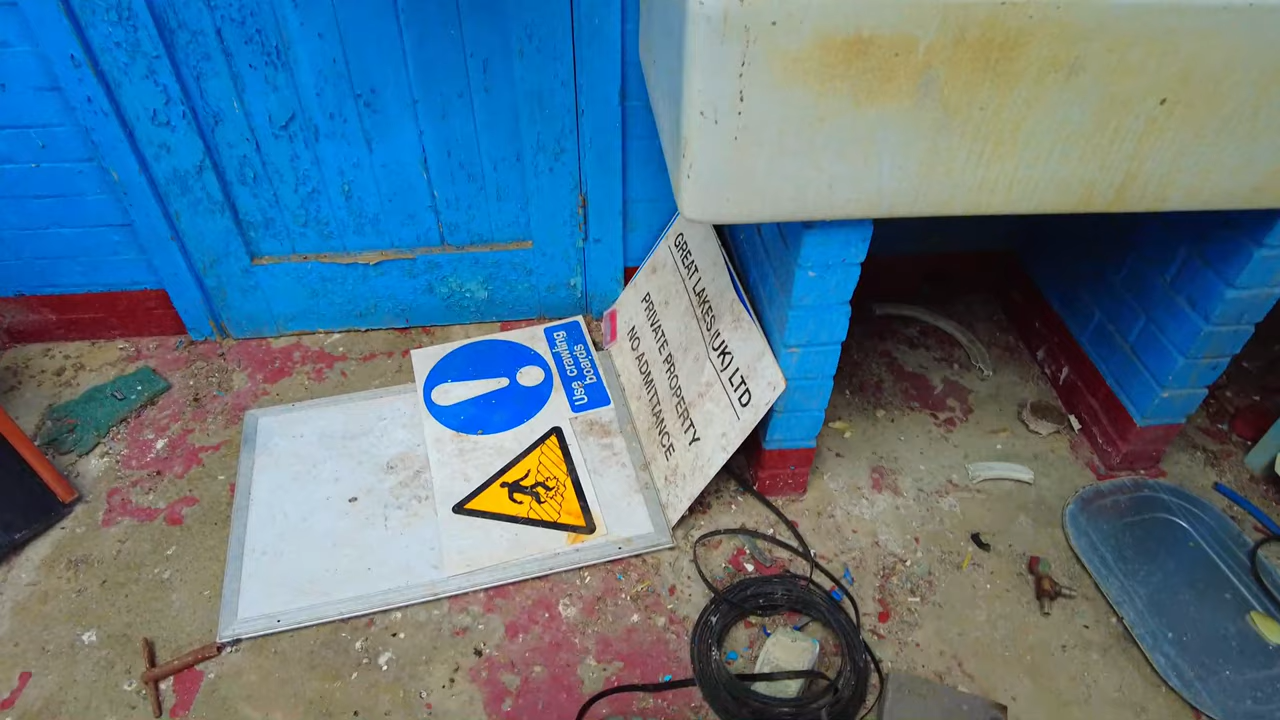 Use Crawling
boards
GREAT LAKES (UK) LTD
PRIVATE PROPERTY
NO ADMITTANCE